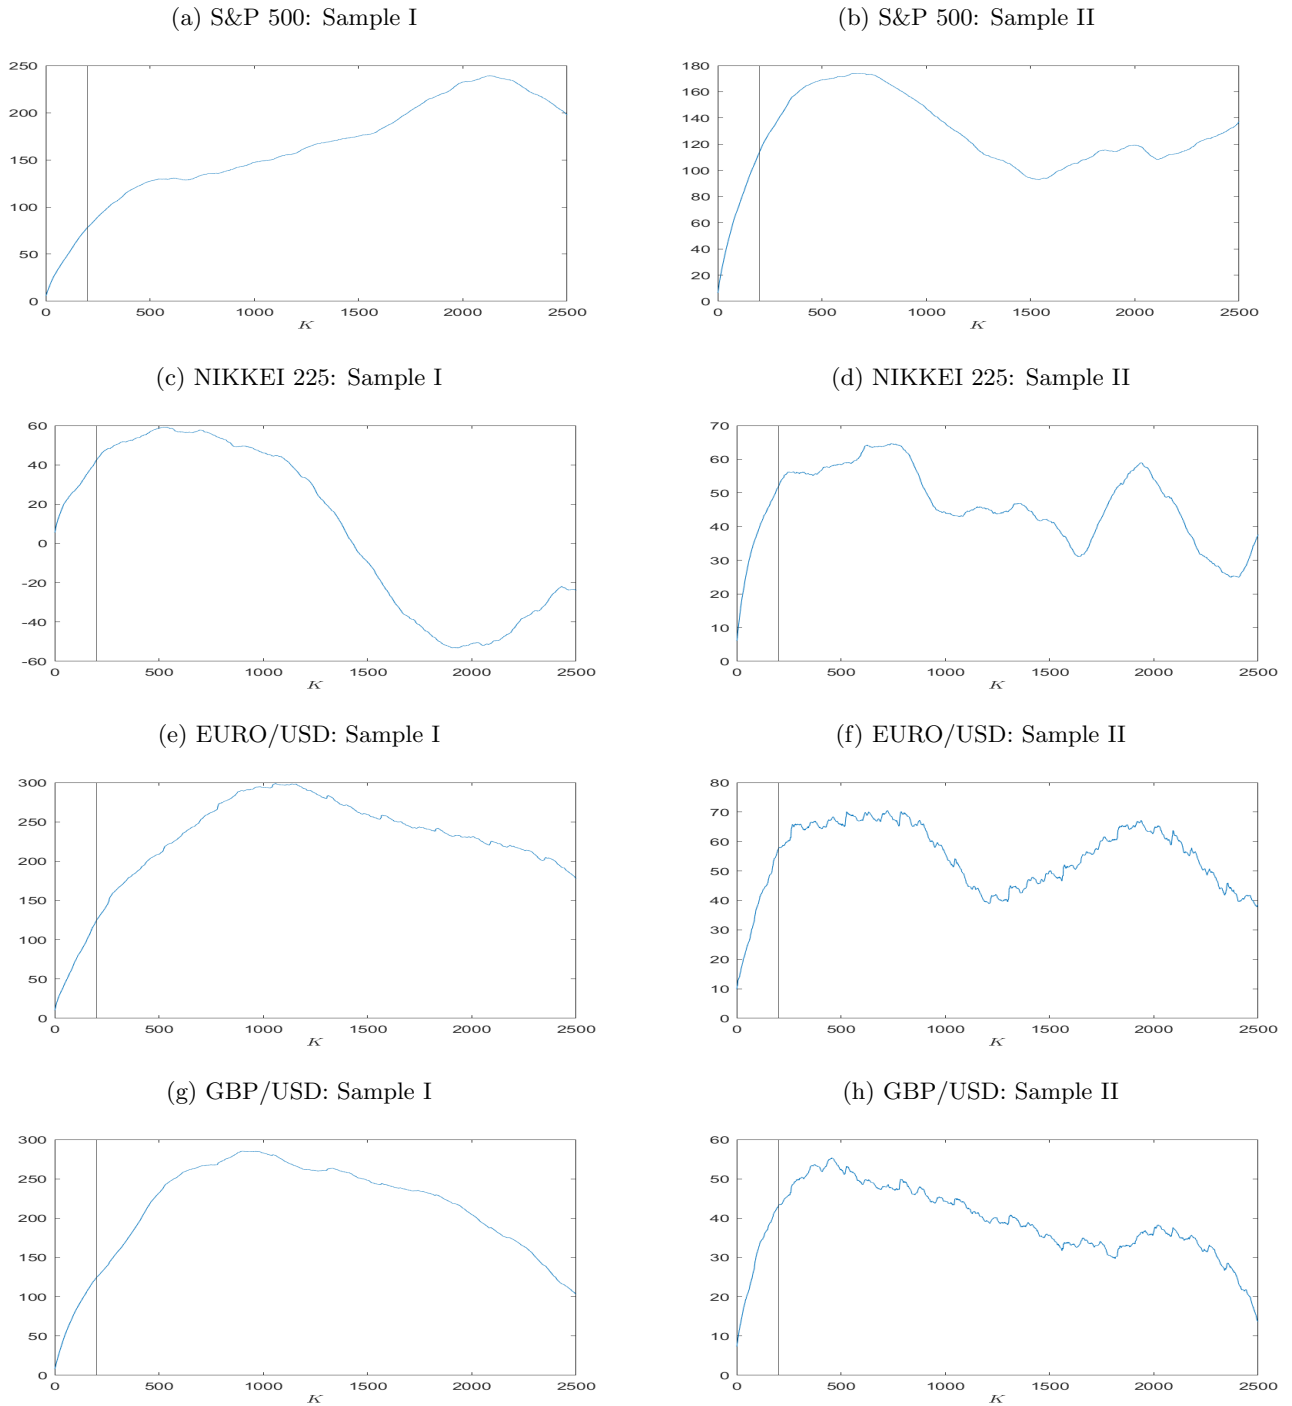 (a) S&P 500: Sample I
(b) S&P 500: Sample II
250
200
150
100
50
0
0 500 1000 1500 2000 2500
K
180
160
140
120
100
80
60
40
20
0
0 500 1000 1500 2000 2500
K
(c) NIKKEI 225: Sample I
(d) NIKKEI 225: Sample II
60
40
20
0
-20
-40
-60
0 500 1000 1500 2000 2500
K
70
60
50
40
30
20
10
0
0 500 1000 1500 2000 2500
K
(e) EURO/USD: Sample I
(f) EURO/USD: Sample II
300
250
200
150
100
50
0
0 500 1000 1500 2000 2500
K
80
70
60
50
40
30
20
10
0
0 500 1000 1500 2000 2500
K
(g) GBP/USD: Sample I
(h) GBP/USD: Sample II
300
250
200
150
100
50
0
0 500 1000 1500 2000 2500
K
60
50
40
30
20
10
0
0 500 1000 1500 2000 2500
K